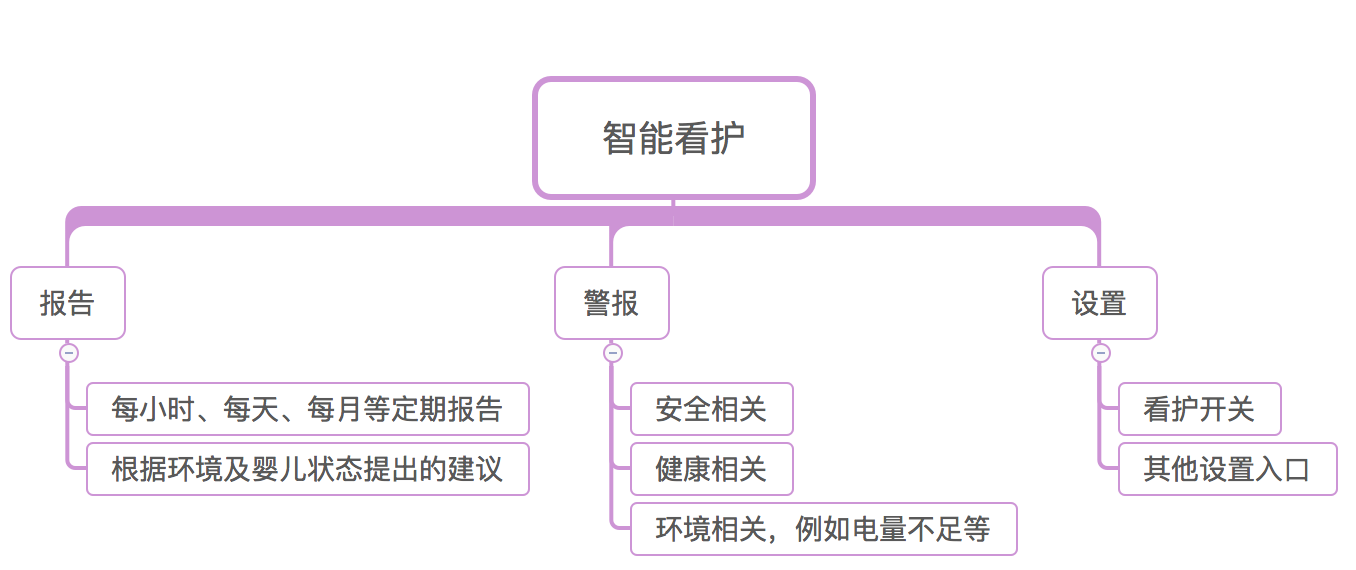 智能看护
报告
警报
设置
每小时、每天、每月等定期报告
安全相关
看护开关
根据环境及婴儿状态提出的建议
健康相关
其他设置入口
环境相关，例如电量不足等